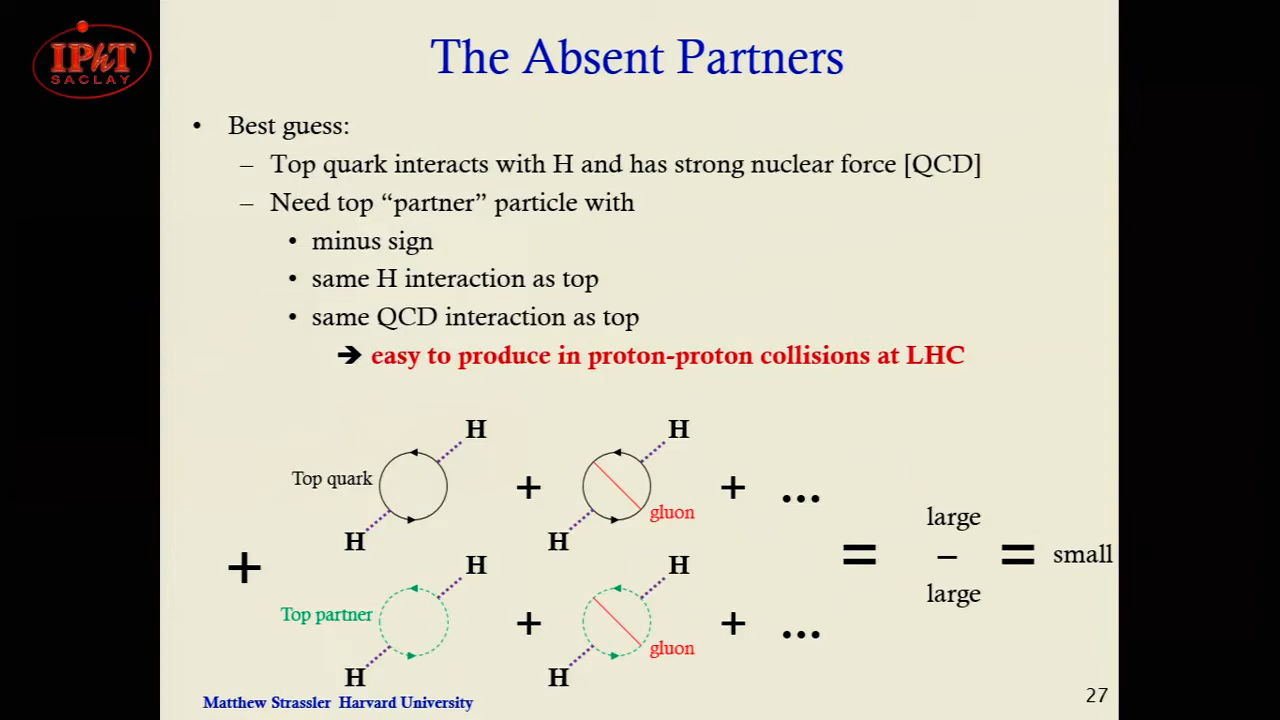 IPhT
SACLAY
The Absent Partners
• Best guess:
– Top quark interacts with H and has strong nuclear force [QCD]
– Need top “partner” particle with
• minus sign
• same H interaction as top
• same QCD interaction as top
➔ easy to produce in proton-proton collisions at LHC
H
H
Top quark
+
+ ...
gluon
H
H
large
+
= – = small
large
H
H
Top partner
+
+ ...
gluon
H
H
Matthew Strassler Harvard University
27